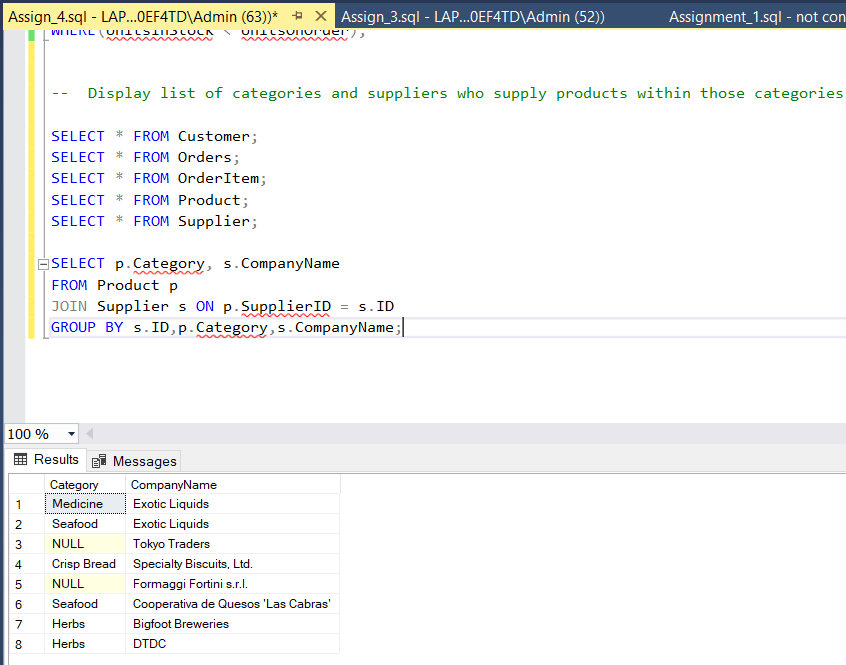 Assign_4.sql - LAP...0EF4TD\Admin (63))* Assign_3.sql - LAP...0EF4TD\Admin (52)) Assignment_1.sql - not con
WHERE(UnitsInStock < UnitsOnOrder);
-- Display list of categories and suppliers who supply products within those categories
SELECT * FROM Customer;
SELECT * FROM Orders;
SELECT * FROM OrderItem;
SELECT * FROM Product;
SELECT * FROM Supplier;
SELECT p.Category, s.CompanyName
FROM Product p
JOIN Supplier s ON p.SupplierID = s.ID
GROUP BY s.ID,p.Category,s.CompanyName;
100 %
Results Messages
Category CompanyName
1 Medicine Exotic Liquids
2 Seafood Exotic Liquids
3 NULL Tokyo Traders
4 Crisp Bread Specialty Biscuits, Ltd.
5 NULL Formaggi Fortini s.r.l.
6 Seafood Cooperativa de Quesos 'Las Cabras'
7 Herbs Bigfoot Breweries
8 Herbs DTDC